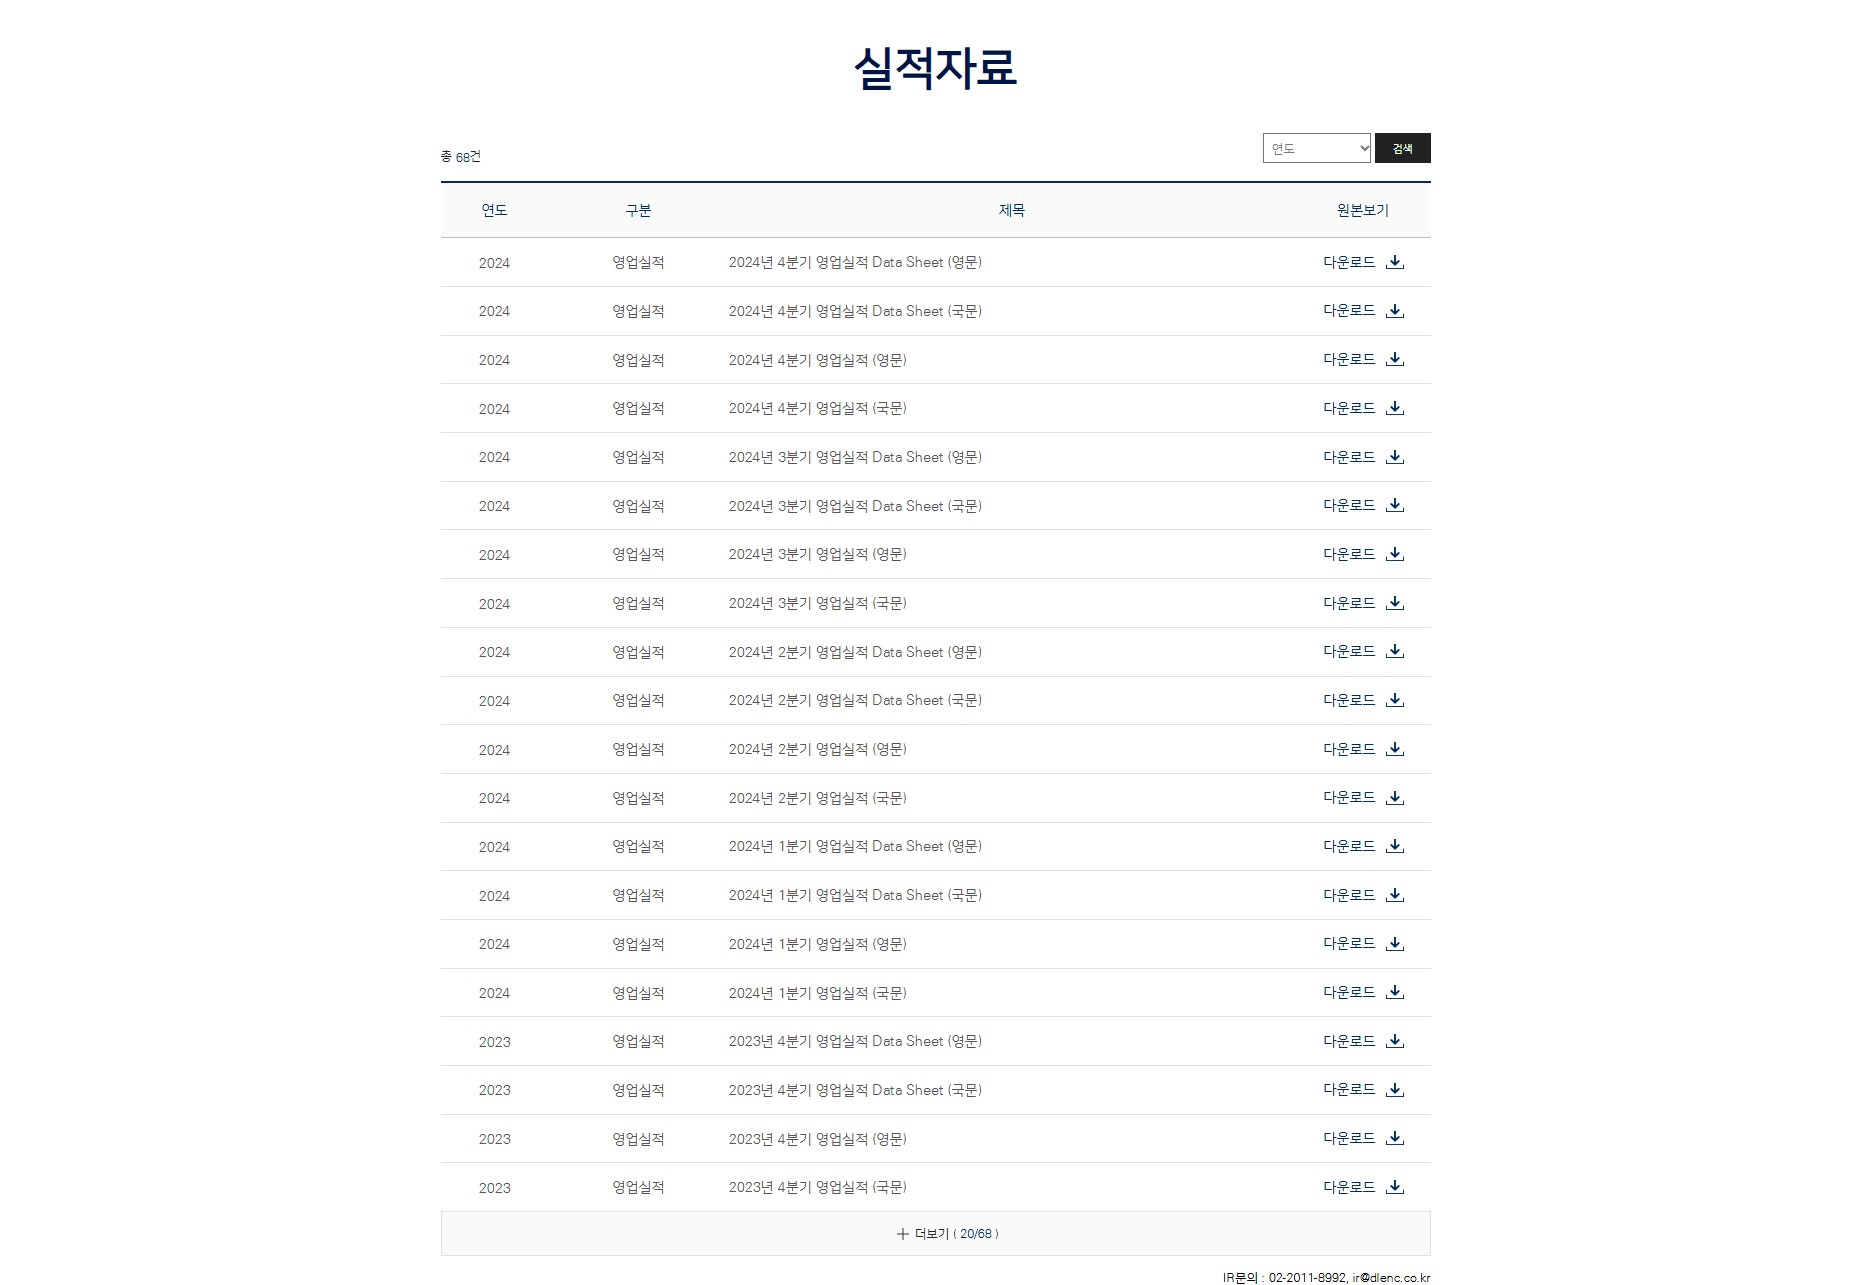 실적자료
총 68건
연도 검색
연도 구분 제목 원본보기
2024 영업실적 2024년 4분기 영업실적 Data Sheet (영문) 다운로드
2024 영업실적 2024년 4분기 영업실적 Data Sheet (국문) 다운로드
2024 영업실적 2024년 4분기 영업실적 (영문) 다운로드
2024 영업실적 2024년 4분기 영업실적 (국문) 다운로드
2024 영업실적 2024년 3분기 영업실적 Data Sheet (영문) 다운로드
2024 영업실적 2024년 3분기 영업실적 Data Sheet (국문) 다운로드
2024 영업실적 2024년 3분기 영업실적 (영문) 다운로드
2024 영업실적 2024년 3분기 영업실적 (국문) 다운로드
2024 영업실적 2024년 2분기 영업실적 Data Sheet (영문) 다운로드
2024 영업실적 2024년 2분기 영업실적 Data Sheet (국문) 다운로드
2024 영업실적 2024년 2분기 영업실적 (영문) 다운로드
2024 영업실적 2024년 2분기 영업실적 (국문) 다운로드
2024 영업실적 2024년 1분기 영업실적 Data Sheet (영문) 다운로드
2024 영업실적 2024년 1분기 영업실적 Data Sheet (국문) 다운로드
2024 영업실적 2024년 1분기 영업실적 (영문) 다운로드
2024 영업실적 2024년 1분기 영업실적 (국문) 다운로드
2023 영업실적 2023년 4분기 영업실적 Data Sheet (영문) 다운로드
2023 영업실적 2023년 4분기 영업실적 Data Sheet (국문) 다운로드
2023 영업실적 2023년 4분기 영업실적 (영문) 다운로드
2023 영업실적 2023년 4분기 영업실적 (국문) 다운로드
더보기 ( 20/68 )
IR문의 : 02-2011-8992, ir@dlenc.co.kr